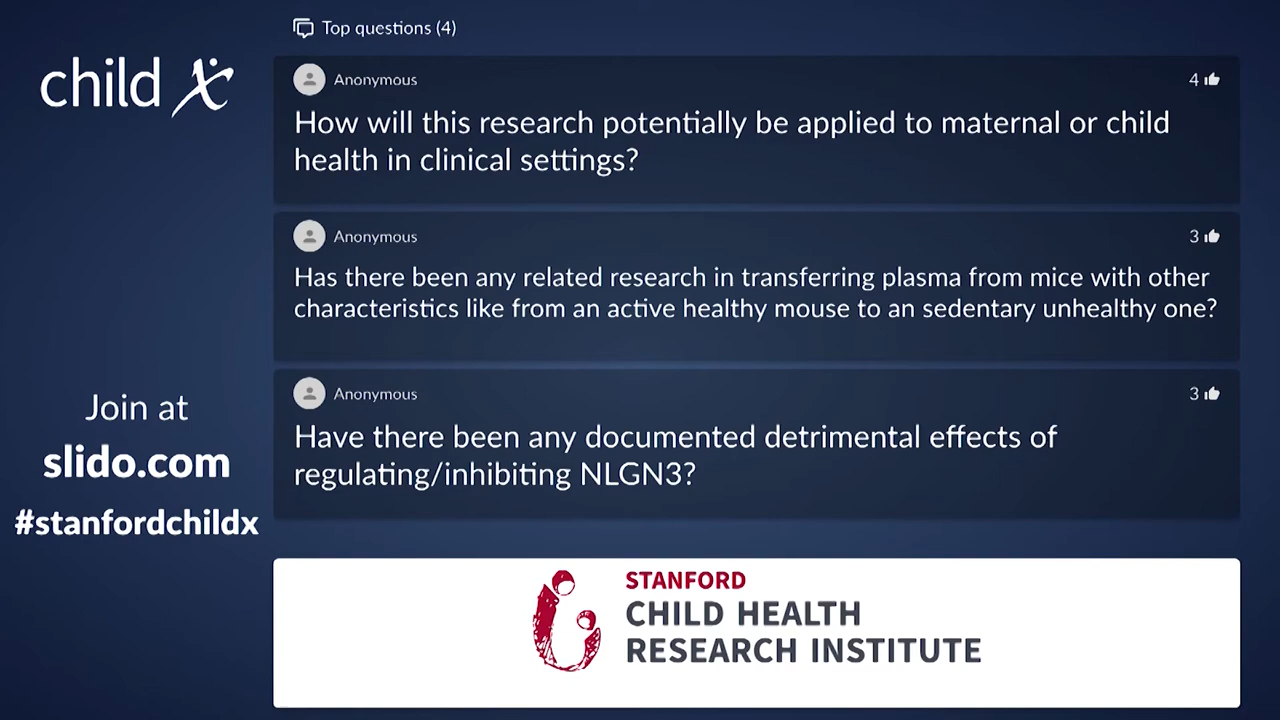 Top questions (4)
child x
Anonymous
4
How will this research potentially be applied to maternal or child
health in clinical settings?
Anonymous
3
Has there been any related research in transferring plasma from mice with other
characteristics like from an active healthy mouse to an sedentary unhealthy one?
Anonymous
3
Have there been any documented detrimental effects of
regulating/inhibiting NLGN3?
Join at
slido.com
#stanfordchildx
STANFORD
CHILD HEALTH
RESEARCH INSTITUTE